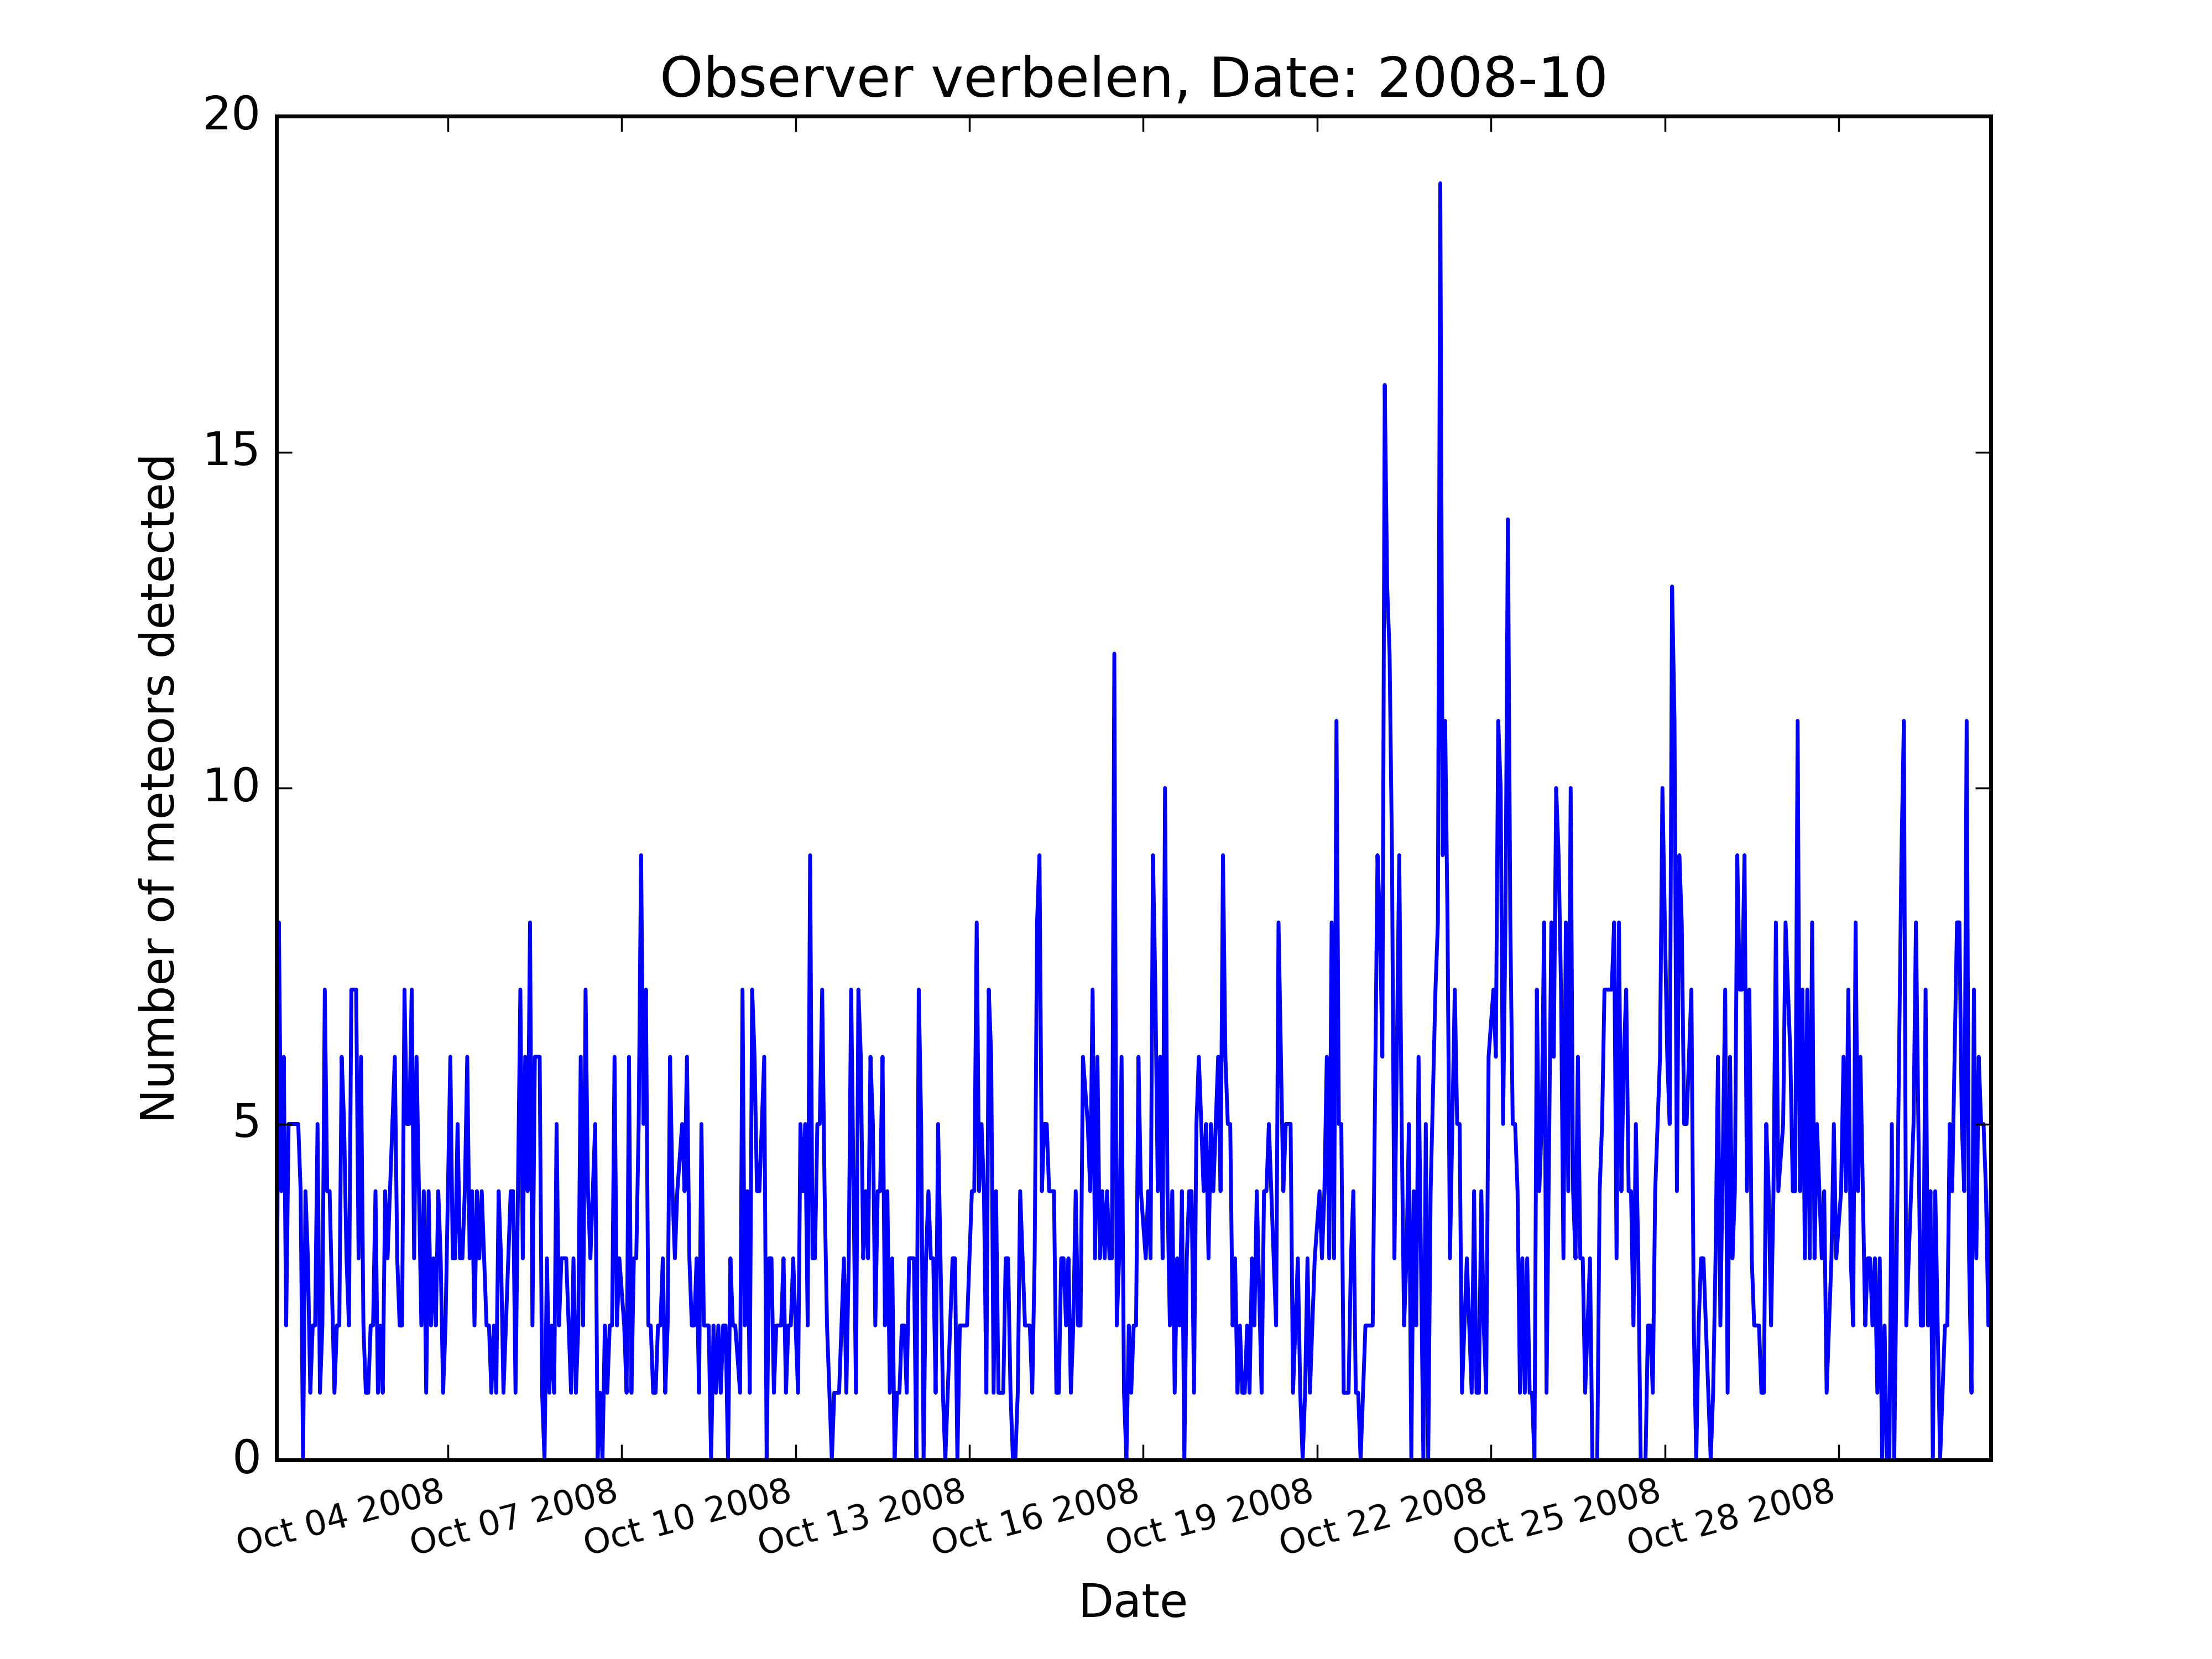 Observer verbelen, Date: 2008-10
20
15
10
5
0
Number of meteors detected
Oct 04 2008
Oct 07 2008
Oct 10 2008
Oct 13 2008
Oct 16 2008
Oct 19 2008
Oct 22 2008
Oct 25 2008
Oct 28 2008
Date